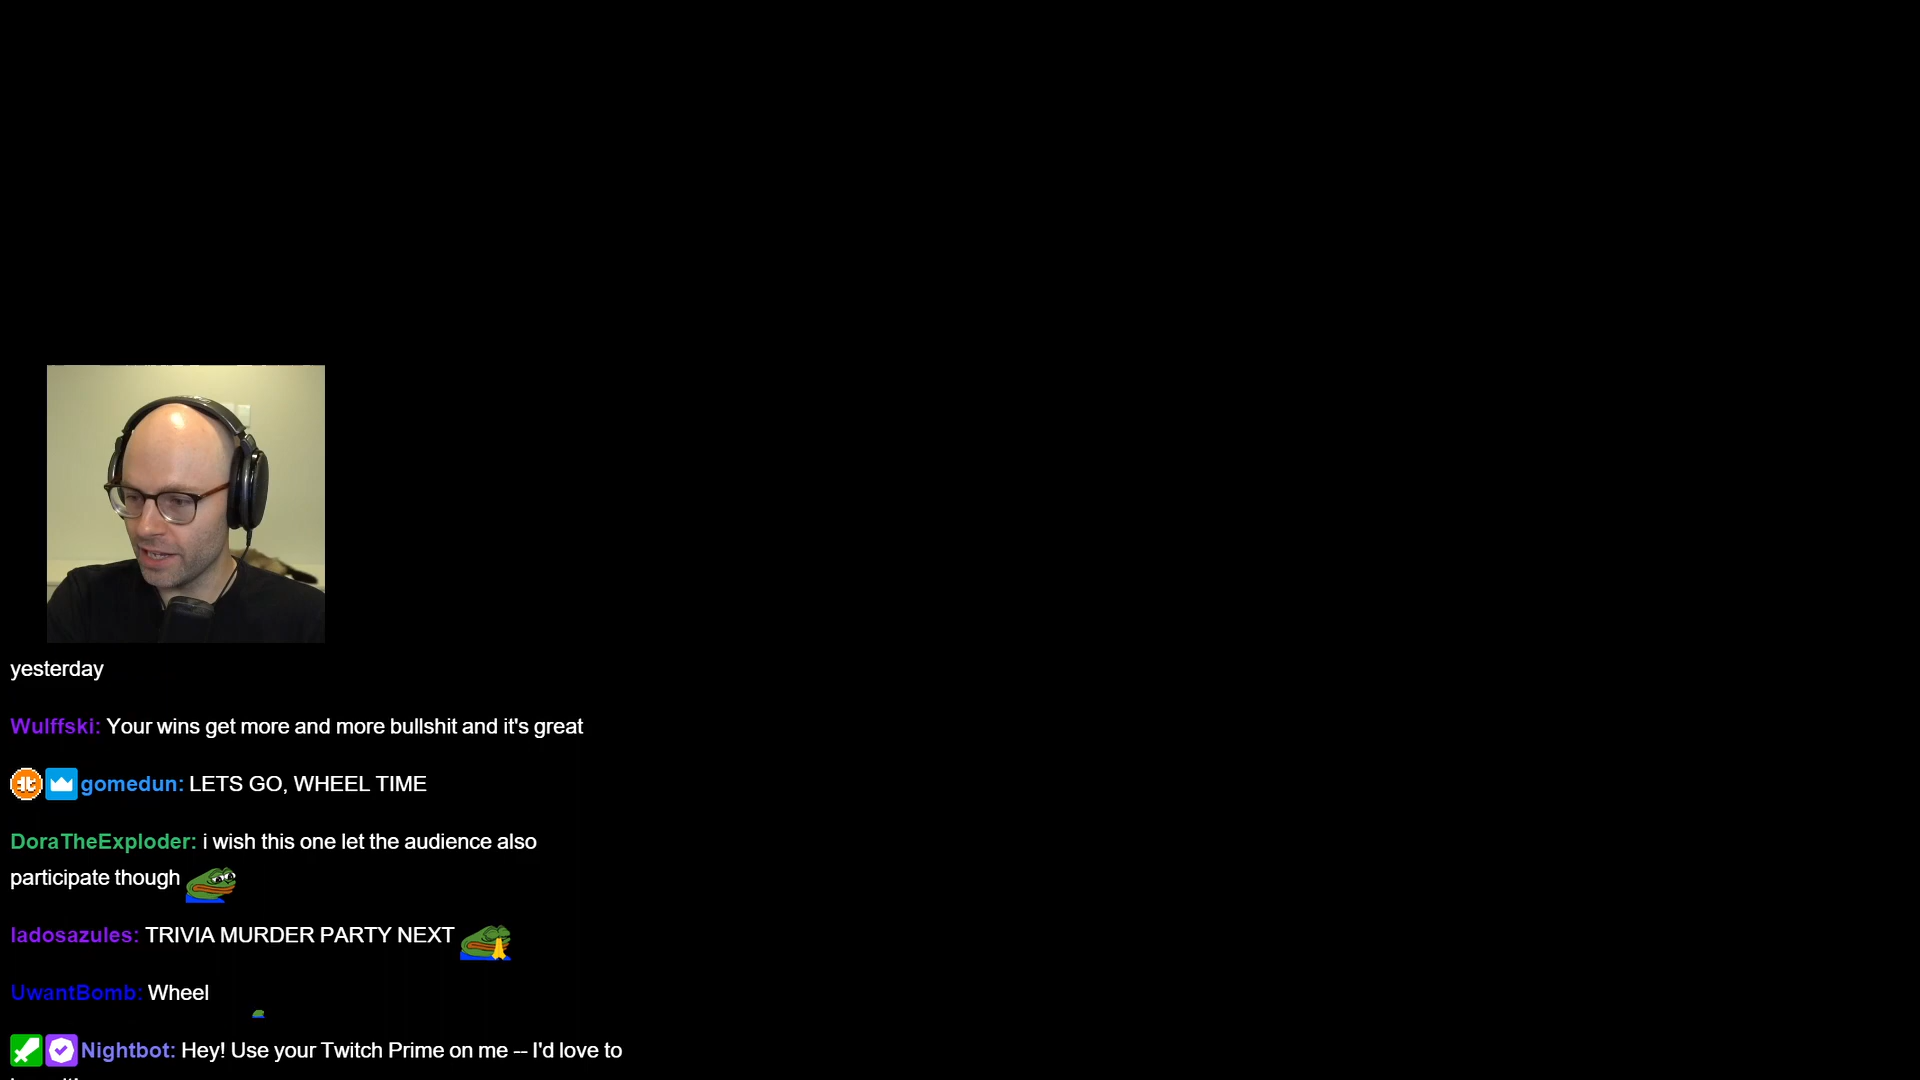 yesterday
Wulffski: Your wins get more and more bullshit and it's great
gomedun: LETS GO, WHEEL TIME
DoraTheExploder: i wish this one let the audience also
participate though
ladosazules: TRIVIA MURDER PARTY NEXT
UwantBomb: Wheel
Nightbot: Hey! Use your Twitch Prime on me -- I'd love to